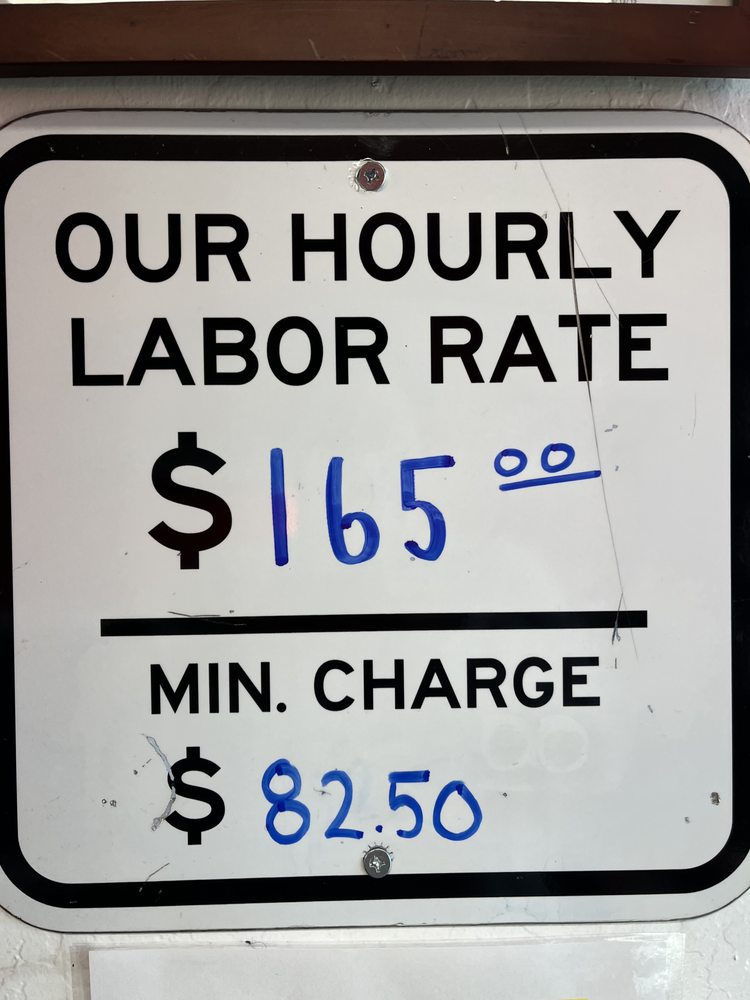 OUR HOURLY
LABOR RATE
$165 00
MIN. CHARGE
$ 82.50